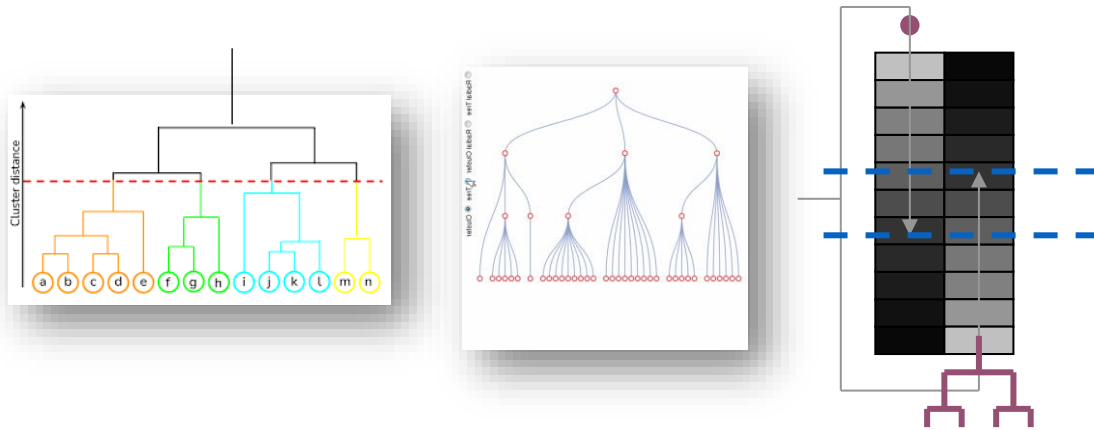 Cluster distance
a b c d e f g h i j k l m n
Radial Tree
Radial Cluster
Tree
Cluster